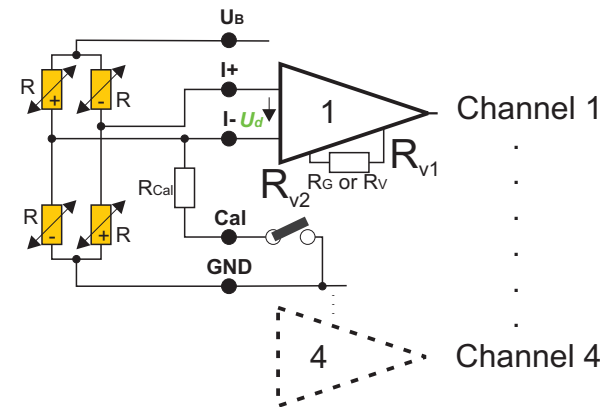 UB
I+
R
+
-
R
1
Channel 1
I-
Ud
Rv1
RG or RV
RCal
Rv2
R
-
R
+
Cal
GND
4
Channel 4